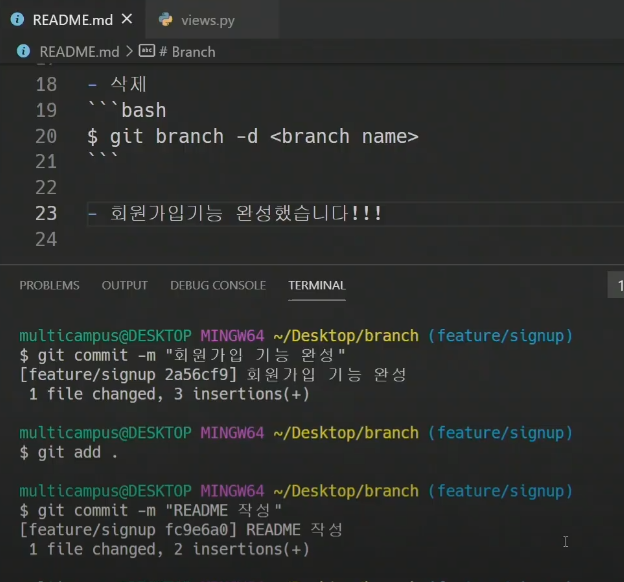 README.md ×
views.py
README.md > abc # Branch
18 - 삭제
19 ```bash
20 $ git branch -d <branch name>
21 ```
22
23 - 회원가입기능 완성했습니다!!!
24
PROBLEMS OUTPUT DEBUG CONSOLE TERMINAL 1
multicampus@DESKTOP MINGW64 ~/Desktop/branch (feature/signup)
$ git commit -m "회원가입 기능 완성"
[feature/signup 2a56cf9] 회원가입 기능 완성
1 file changed, 3 insertions(+)
multicampus@DESKTOP MINGW64 ~/Desktop/branch (feature/signup)
$ git add .
multicampus@DESKTOP MINGW64 ~/Desktop/branch (feature/signup)
$ git commit -m "README 작성"
[feature/signup fc9e6a0] README 작성
1 file changed, 2 insertions(+)